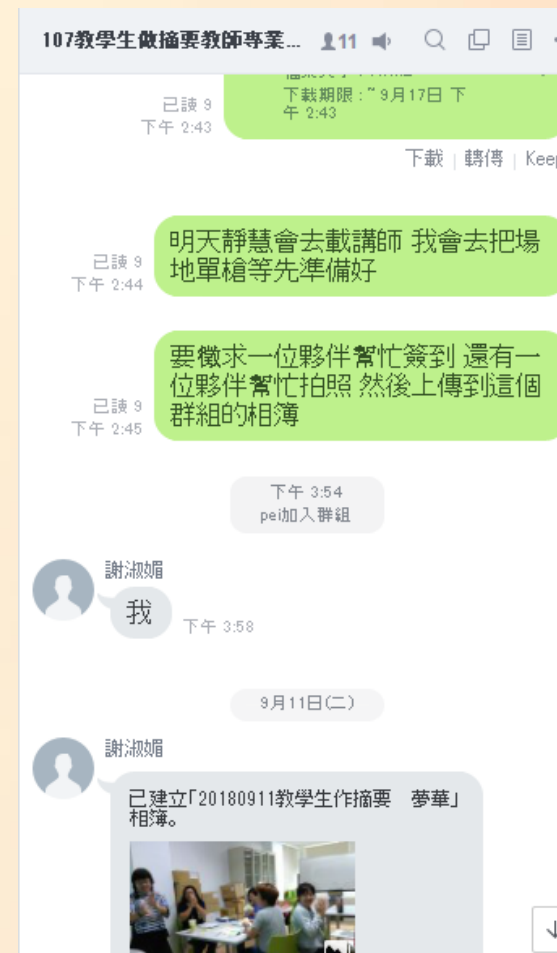 107教學生做摘要教師專業... 11
已讀 9
下午 2:43
下載期限:~9月17日 下
午 2:43
下載 | 轉傳 | Keep
明天靜慧會去載講師 我會去把場
地單槍等先準備好
已讀 9
下午 2:44
要徵求一位夥伴幫忙簽到 還有一
位夥伴幫忙拍照 然後上傳到這個
群組的相簿
已讀 9
下午 2:45
下午 3:54
pei加入群組
謝淑媚
我
下午 3:58
9月11日(二)
謝淑媚
已建立「20180911教學生作摘要　夢華」
相簿。